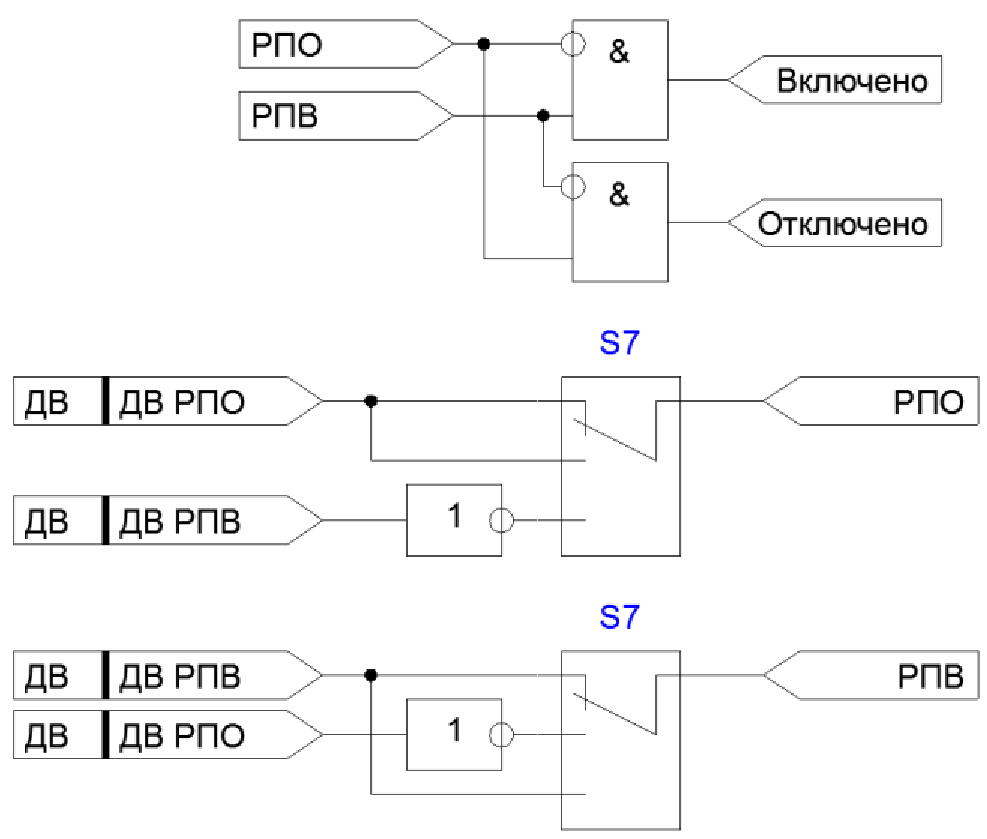 РПО
&
Включено
РПВ
&
Отключено
S7
ДВ ДВ РПО
РПО
ДВ ДВ РПВ
1
S7
ДВ ДВ РПВ
РПВ
ДВ ДВ РПО
1